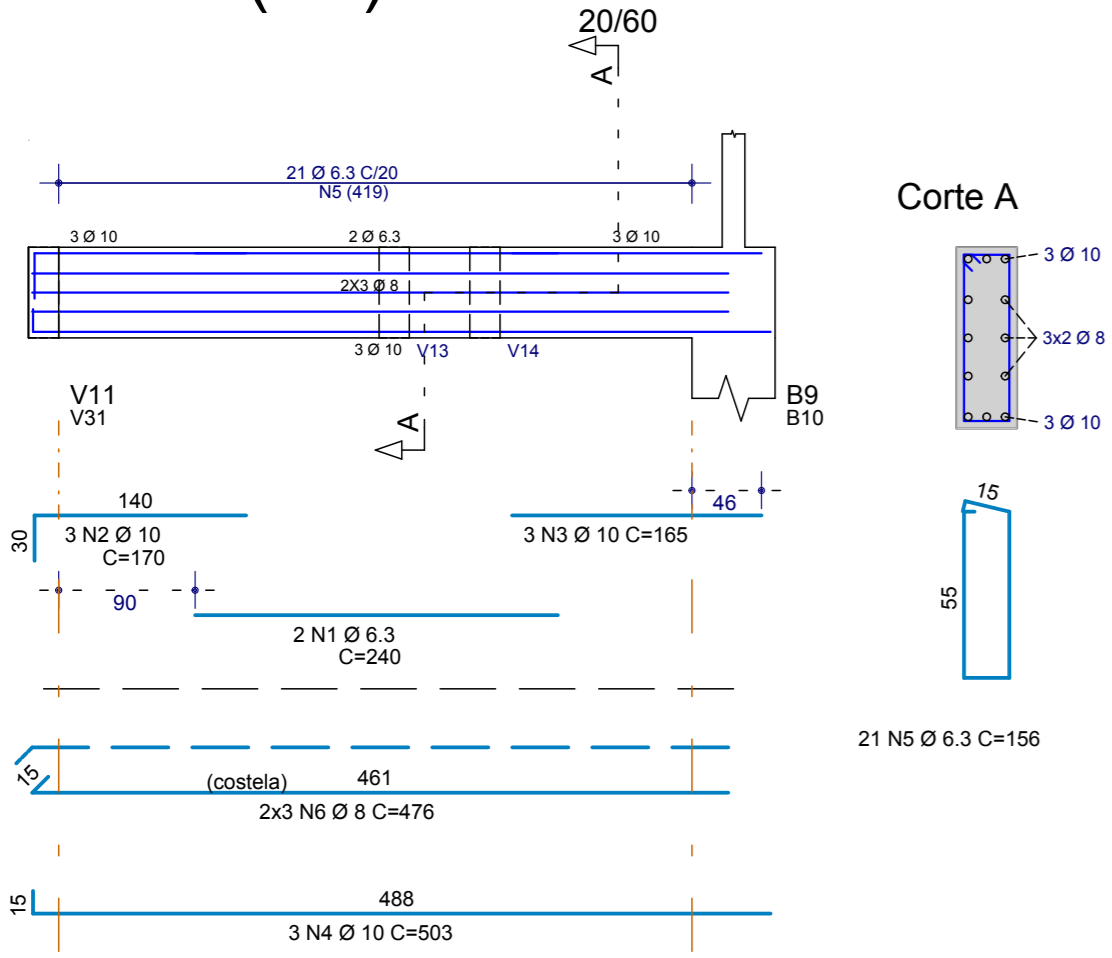 20/60
A
21 Ø 6.3 C/20
N5 (419)
Corte A
3 Ø 10
2 Ø 6.3
3 Ø 10
3 Ø 10
2X3 Ø 8
3x2 Ø 8
3 Ø 10
V13
V14
V11
V31
A
B9
B10
3 Ø 10
140
46
15
30
3 N2 Ø 10
C=170
3 N3 Ø 10 C=165
90
55
2 N1 Ø 6.3
C=240
21 N5 Ø 6.3 C=156
15
(costela)
461
2x3 N6 Ø 8 C=476
15
488
3 N4 Ø 10 C=503